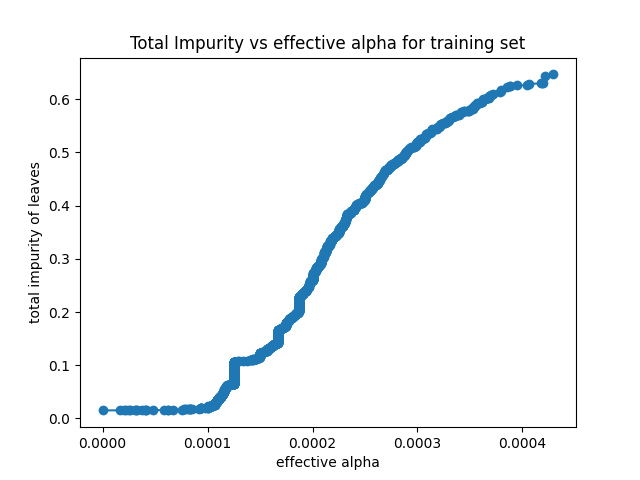 Total Impurity vs effective alpha for training set
total impurity of leaves
0.6
0.5
0.4
0.3
0.2
0.1
0.0
0.0000 0.0001 0.0002 0.0003 0.0004
effective alpha